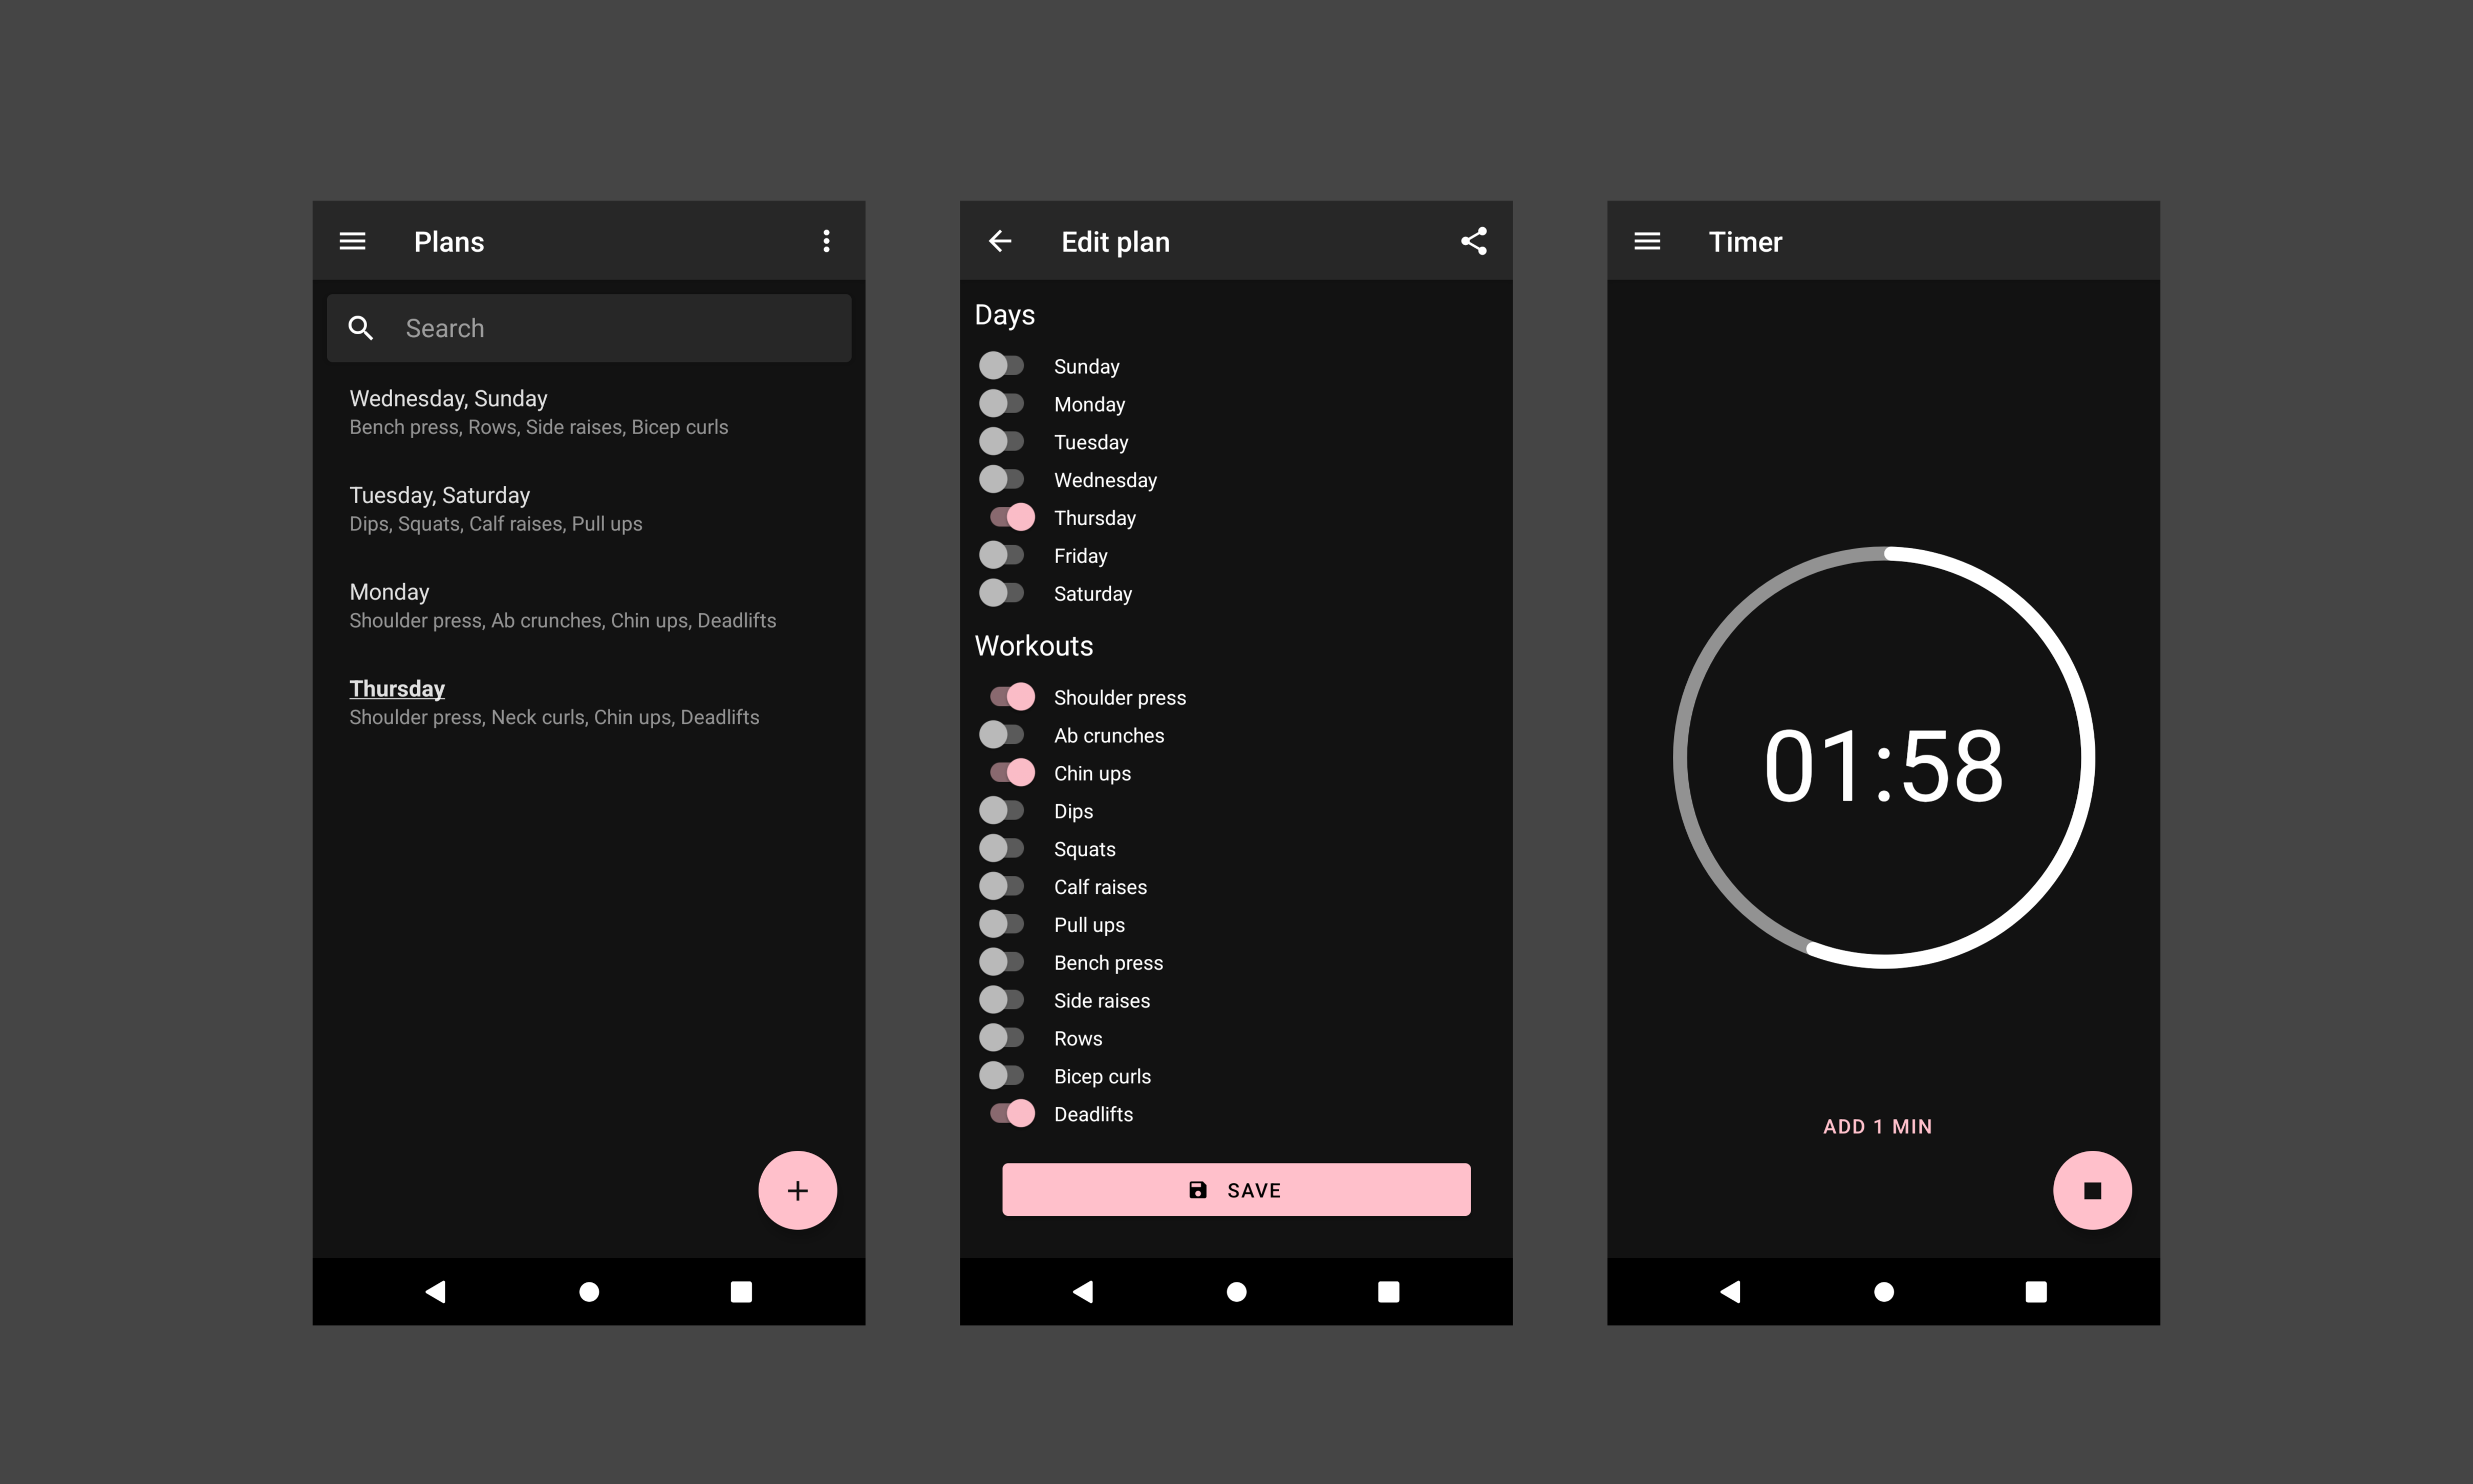 Plans
Search
Wednesday, Sunday
Bench press, Rows, Side raises, Bicep curls
Tuesday, Saturday
Dips, Squats, Calf raises, Pull ups
Monday
Shoulder press, Ab crunches, Chin ups, Deadlifts
Thursday
Shoulder press, Neck curls, Chin ups, Deadlifts
Edit plan
Days
Sunday
Monday
Tuesday
Wednesday
Thursday
Friday
Saturday
Workouts
Shoulder press
Ab crunches
Chin ups
Dips
Squats
Calf raises
Pull ups
Bench press
Side raises
Rows
Bicep curls
Deadlifts
SAVE
Timer
01:58
ADD 1 MIN